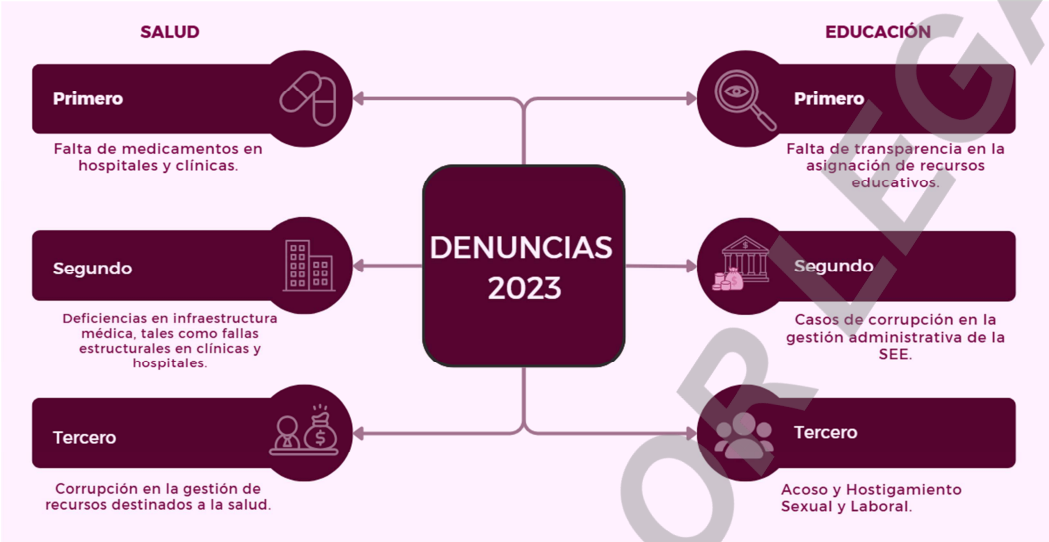 SALUD
Primero
Falta de medicamentos en
hospitales y clínicas.
Segundo
Deficiencias en infraestructura
médica, tales como fallas
estructurales en clínicas y
hospitales.
Tercero
Corrupción en la gestión de
recursos destinados a la salud.
DENUNCIAS
2023
EDUCACIÓN
Primero
Falta de transparencia en la
asignación de recursos
educativos.
Segundo
Casos de corrupción en la
gestión administrativa de la
SEE.
Tercero
Acoso y Hostigamiento
Sexual y Laboral.
OR LEGA